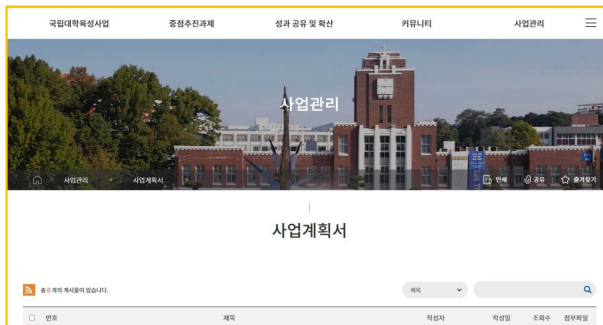 국립대학육성사업 중점추진과제 성과 공유 및 확산 커뮤니티 사업관리
사업관리
사업관리 사업계획서 인쇄 공유 즐겨찾기
사업계획서
총 0 개의 게시물이 있습니다. 제목
번호 제목 작성자 작성일 조회수 첨부파일